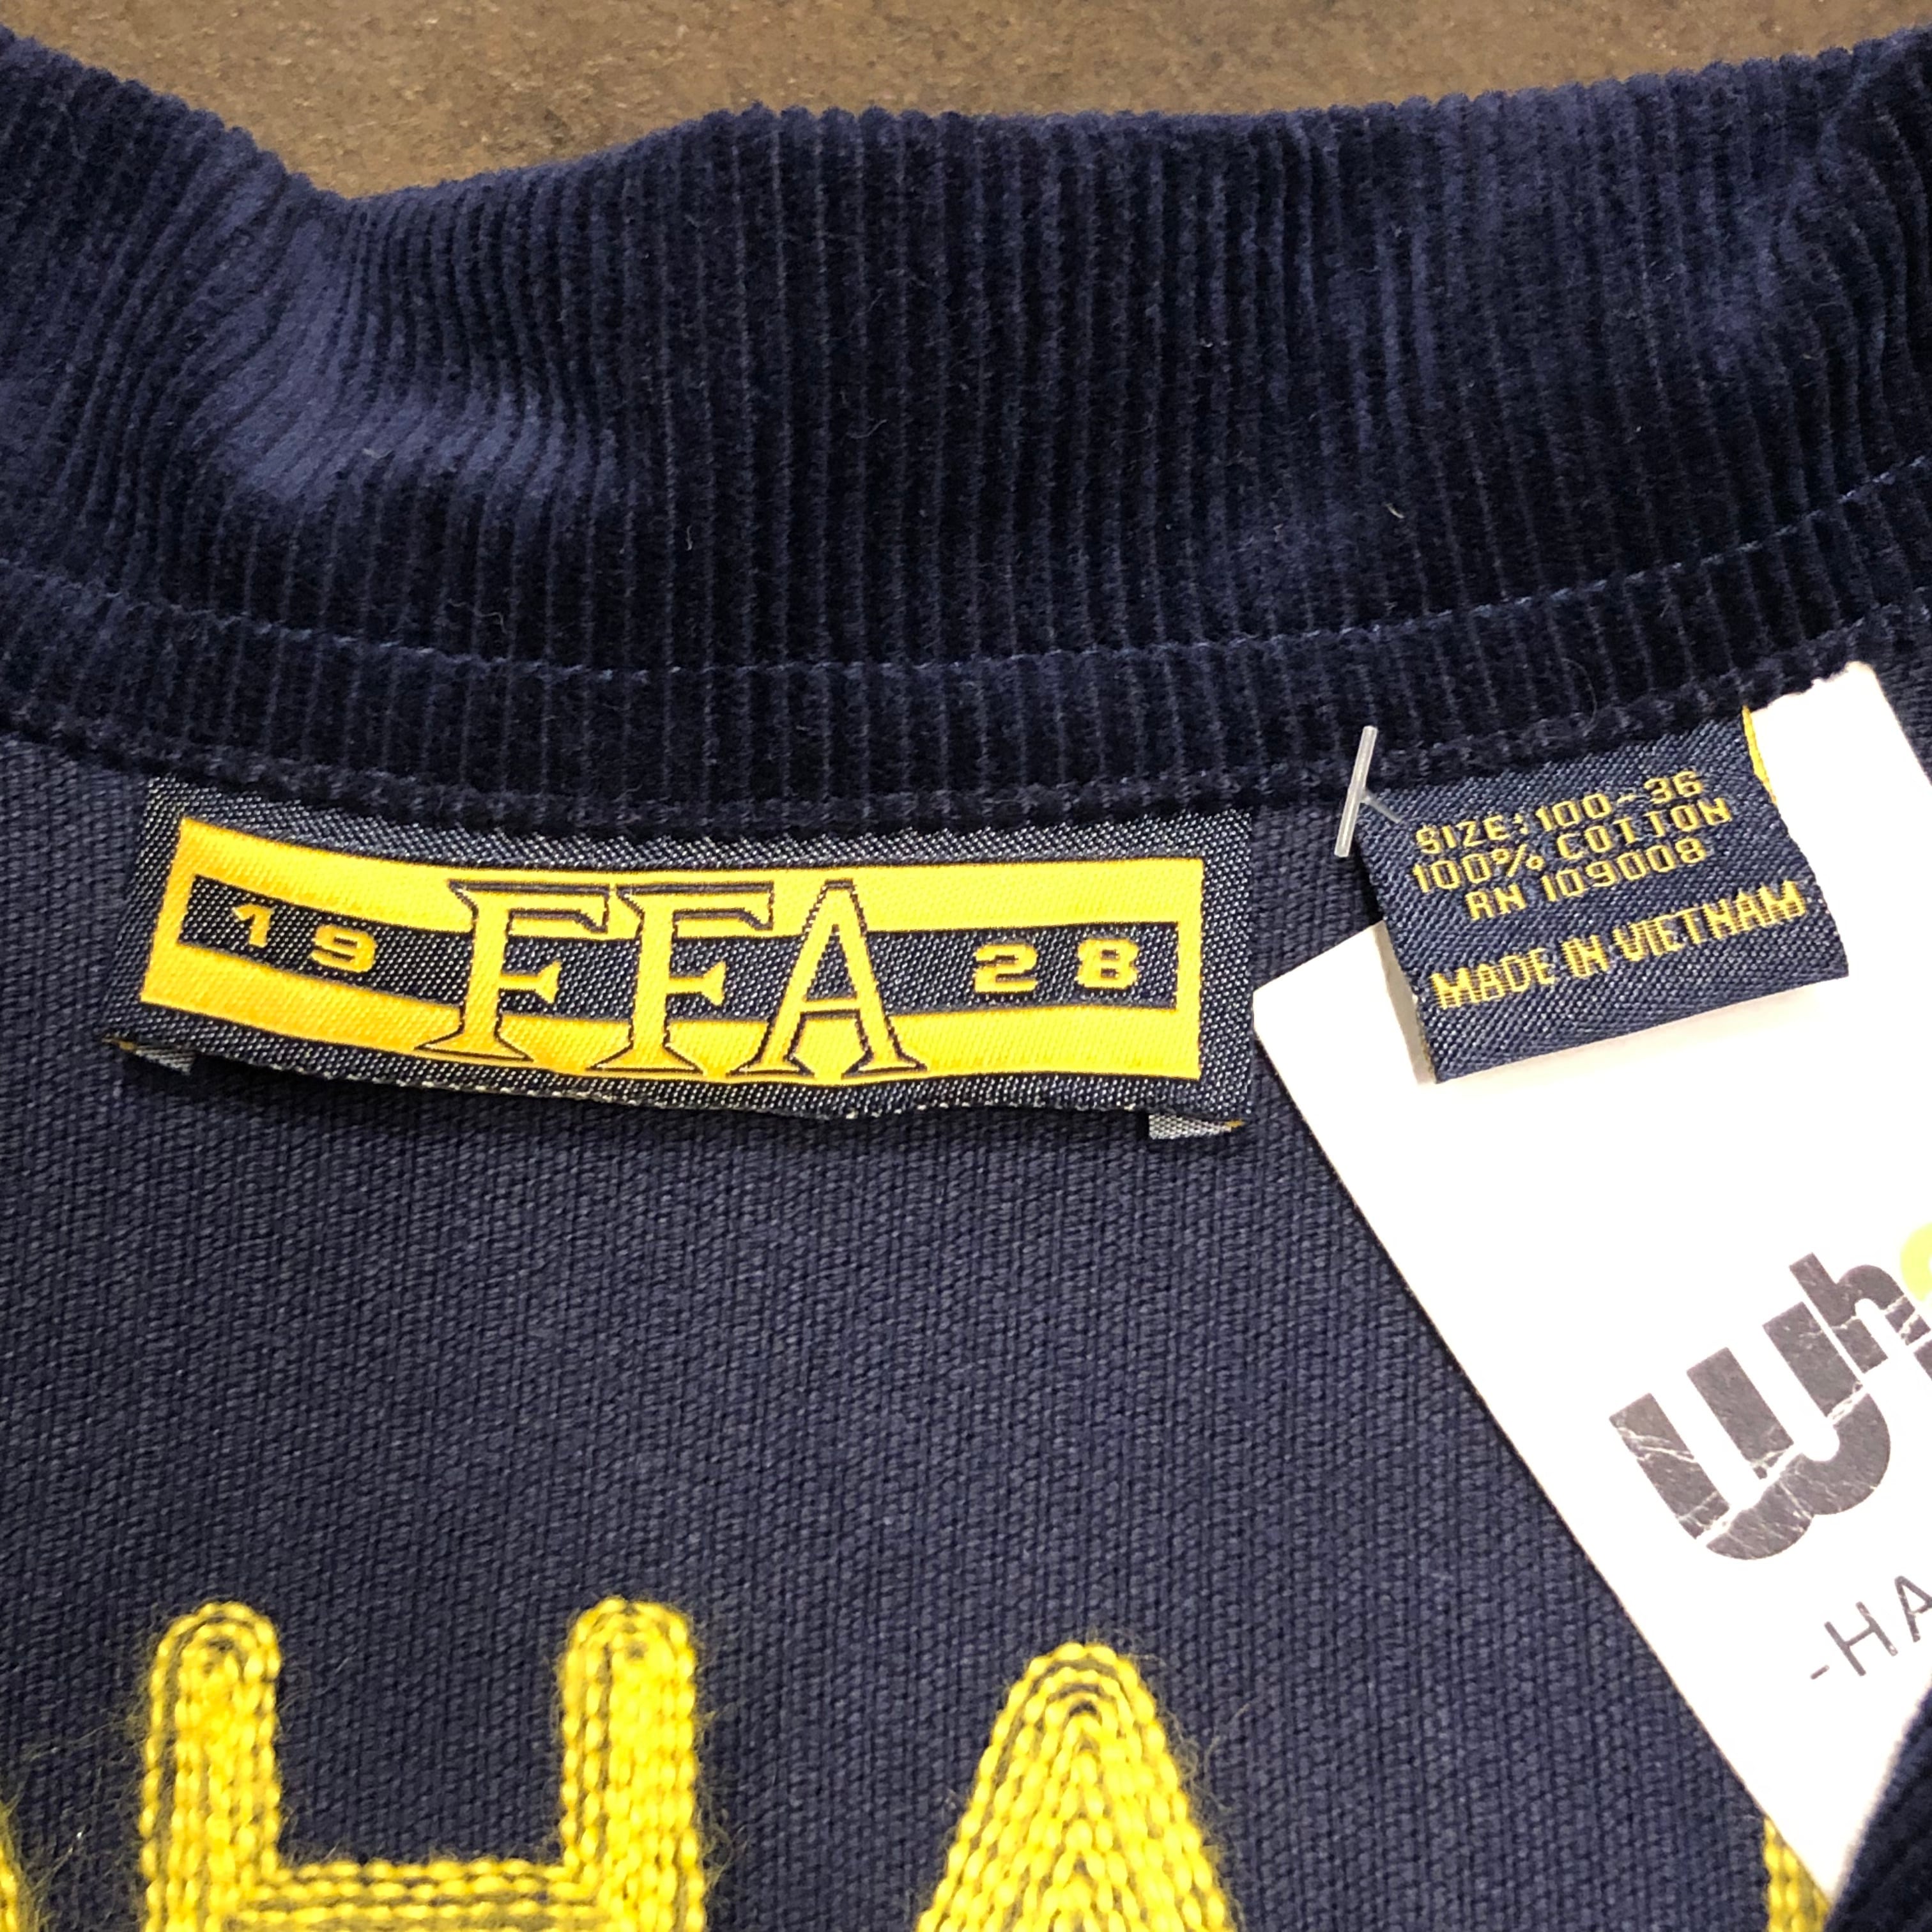 19 FFA 28
SIZE:100-36
100% COTTON
RN 109008
MADE IN VIETNAM
HA